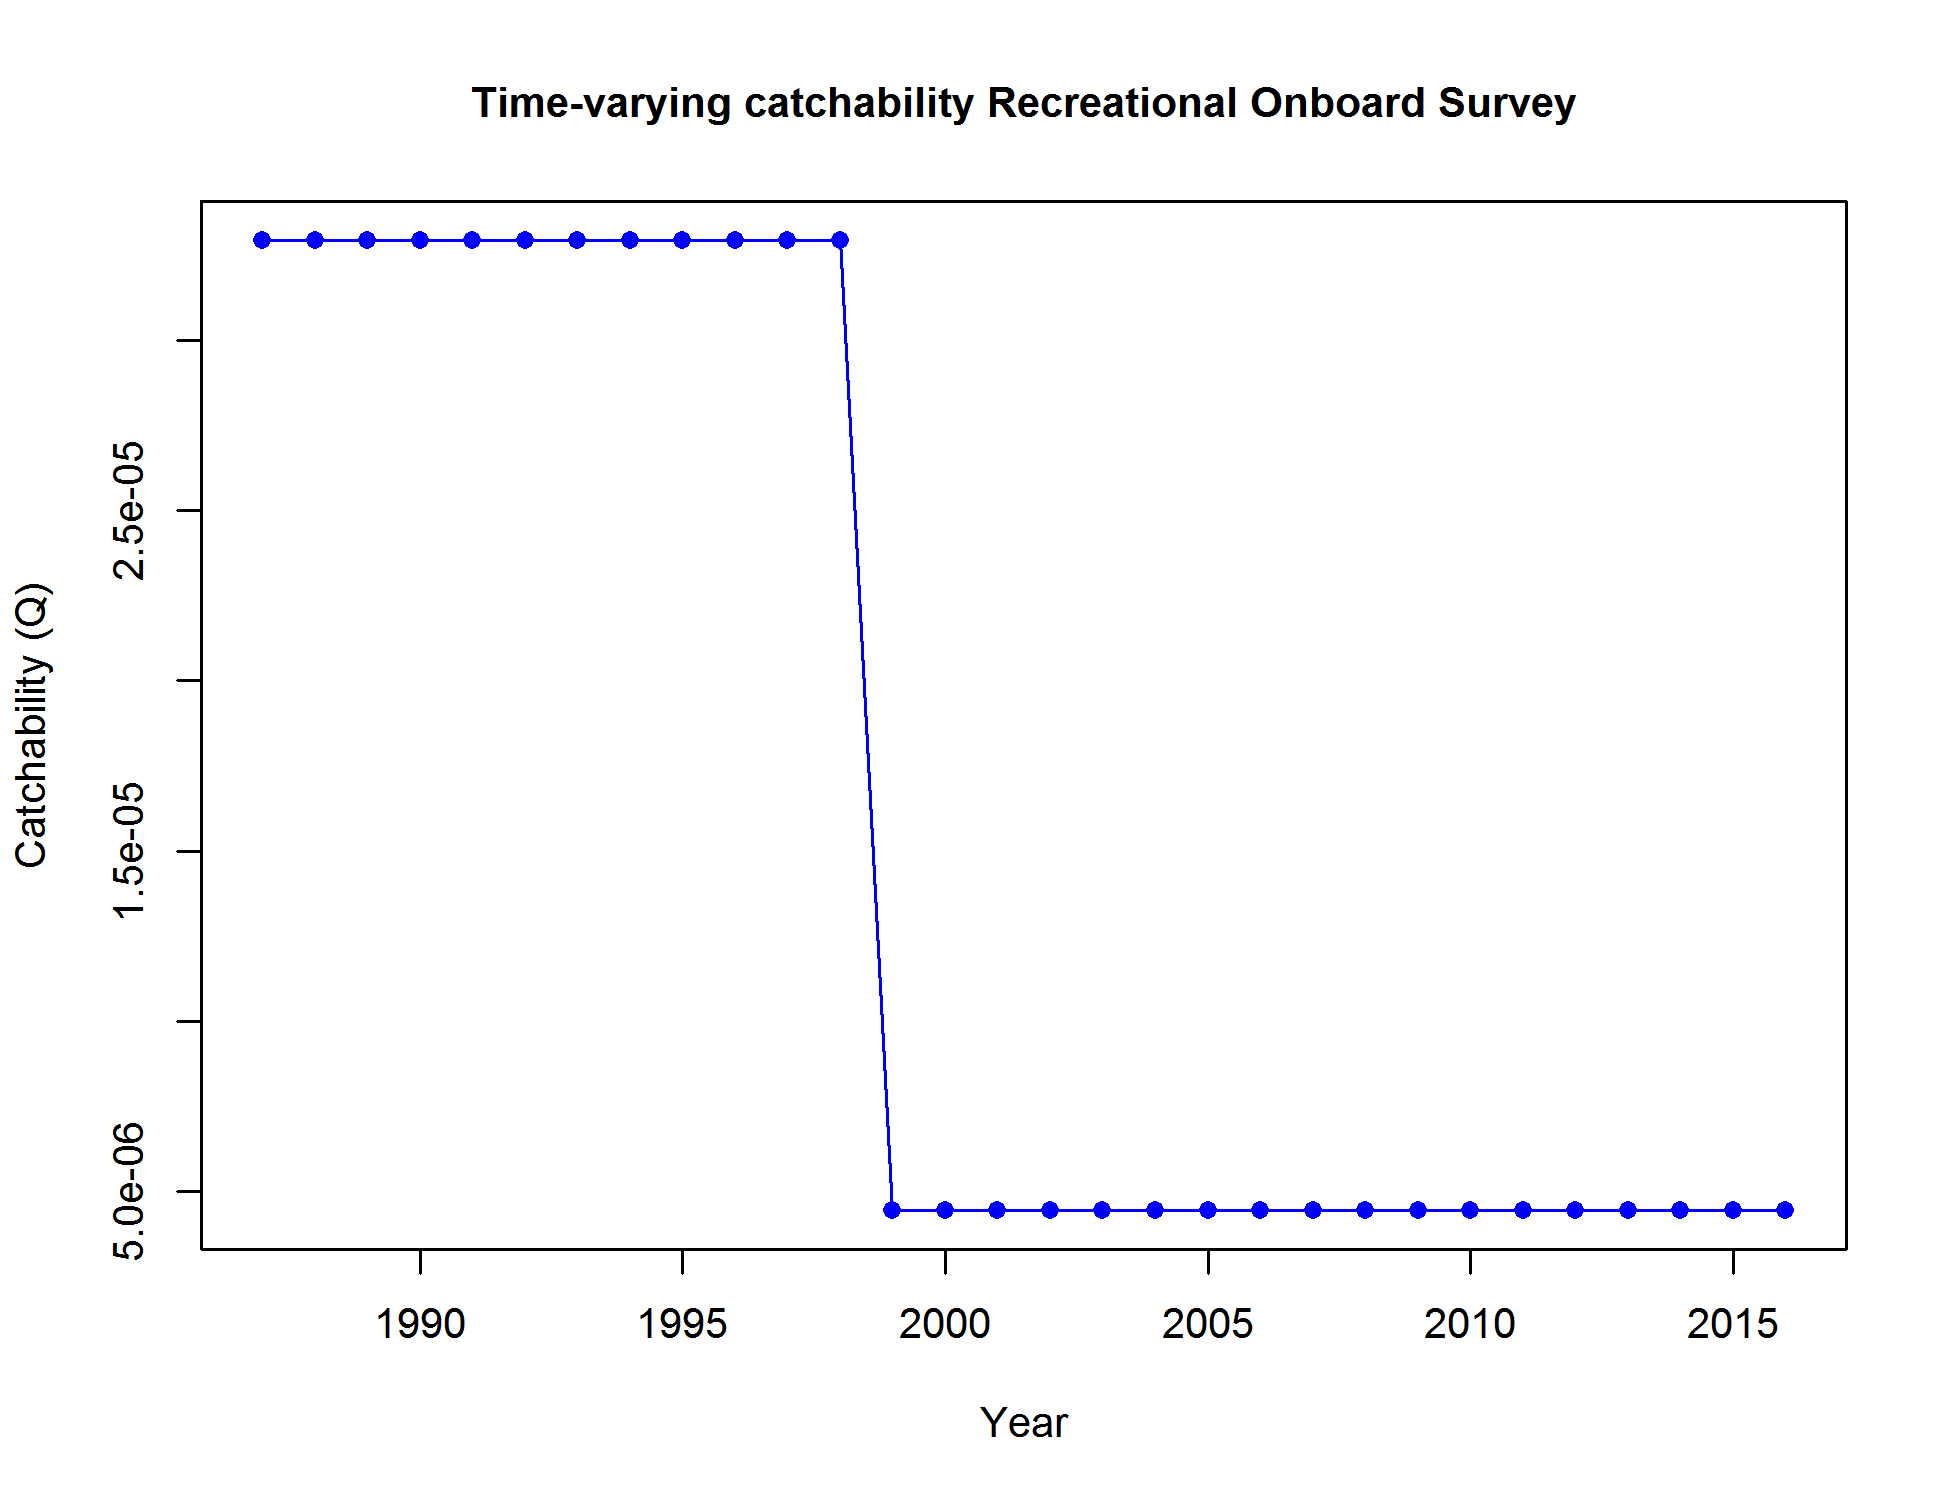 Time-varying catchability Recreational Onboard Survey
Catchability (Q)
2.5e-05
1.5e-05
5.0e-06
1990 1995 2000 2005 2010 2015
Year